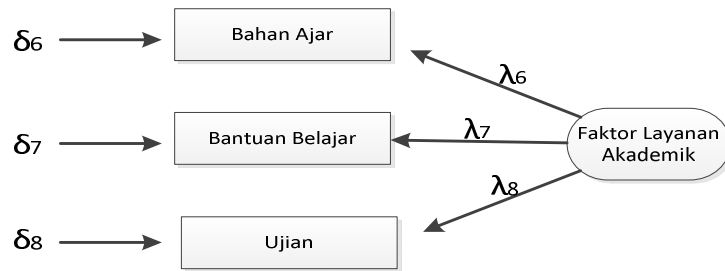 δ6
Bahan Ajar
λ6
δ7
Bantuan Belajar
λ7
Faktor Layanan
Akademik
λ8
δ8
Ujian